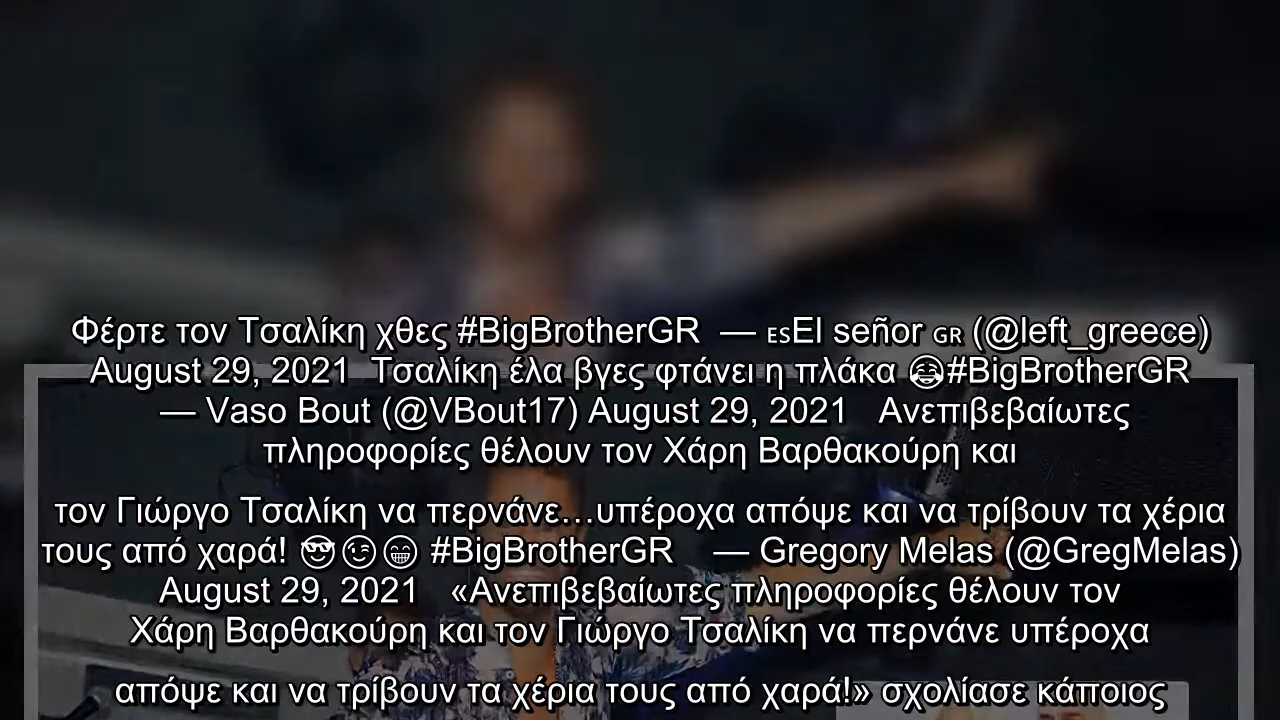 Φέρτε τον Τσαλίκη χθες #BigBrotherGR — ᴇꜱEl señor ɢʀ (@left_greece)
August 29, 2021 Τσαλίκη έλα βγες φτάνει η πλάκα 😂#BigBrotherGR
— Vaso Bout (@VBout17) August 29, 2021 Ανεπιβεβαίωτες
πληροφορίες θέλουν τον Χάρη Βαρθακούρη και
τον Γιώργο Τσαλίκη να περνάνε…υπέροχα απόψε και να τρίβουν τα χέρια
τους από χαρά! 😎😉😁 #BigBrotherGR — Gregory Melas (@GregMelas)
August 29, 2021 «Ανεπιβεβαίωτες πληροφορίες θέλουν τον
Χάρη Βαρθακούρη και τον Γιώργο Τσαλίκη να περνάνε υπέροχα
απόψε και να τρίβουν τα χέρια τους από χαρά!» σχολίασε κάποιος